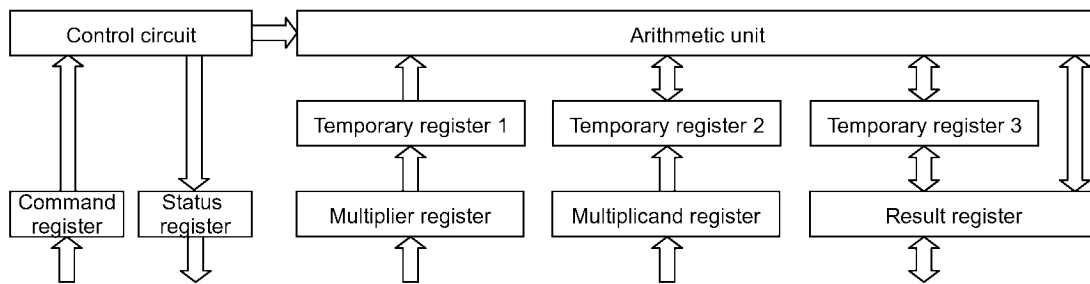 Control circuit
Arithmetic unit
Temporary register 1
Temporary register 2
Temporary register 3
Command
register
Status
register
Multiplier register
Multiplicand register
Result register